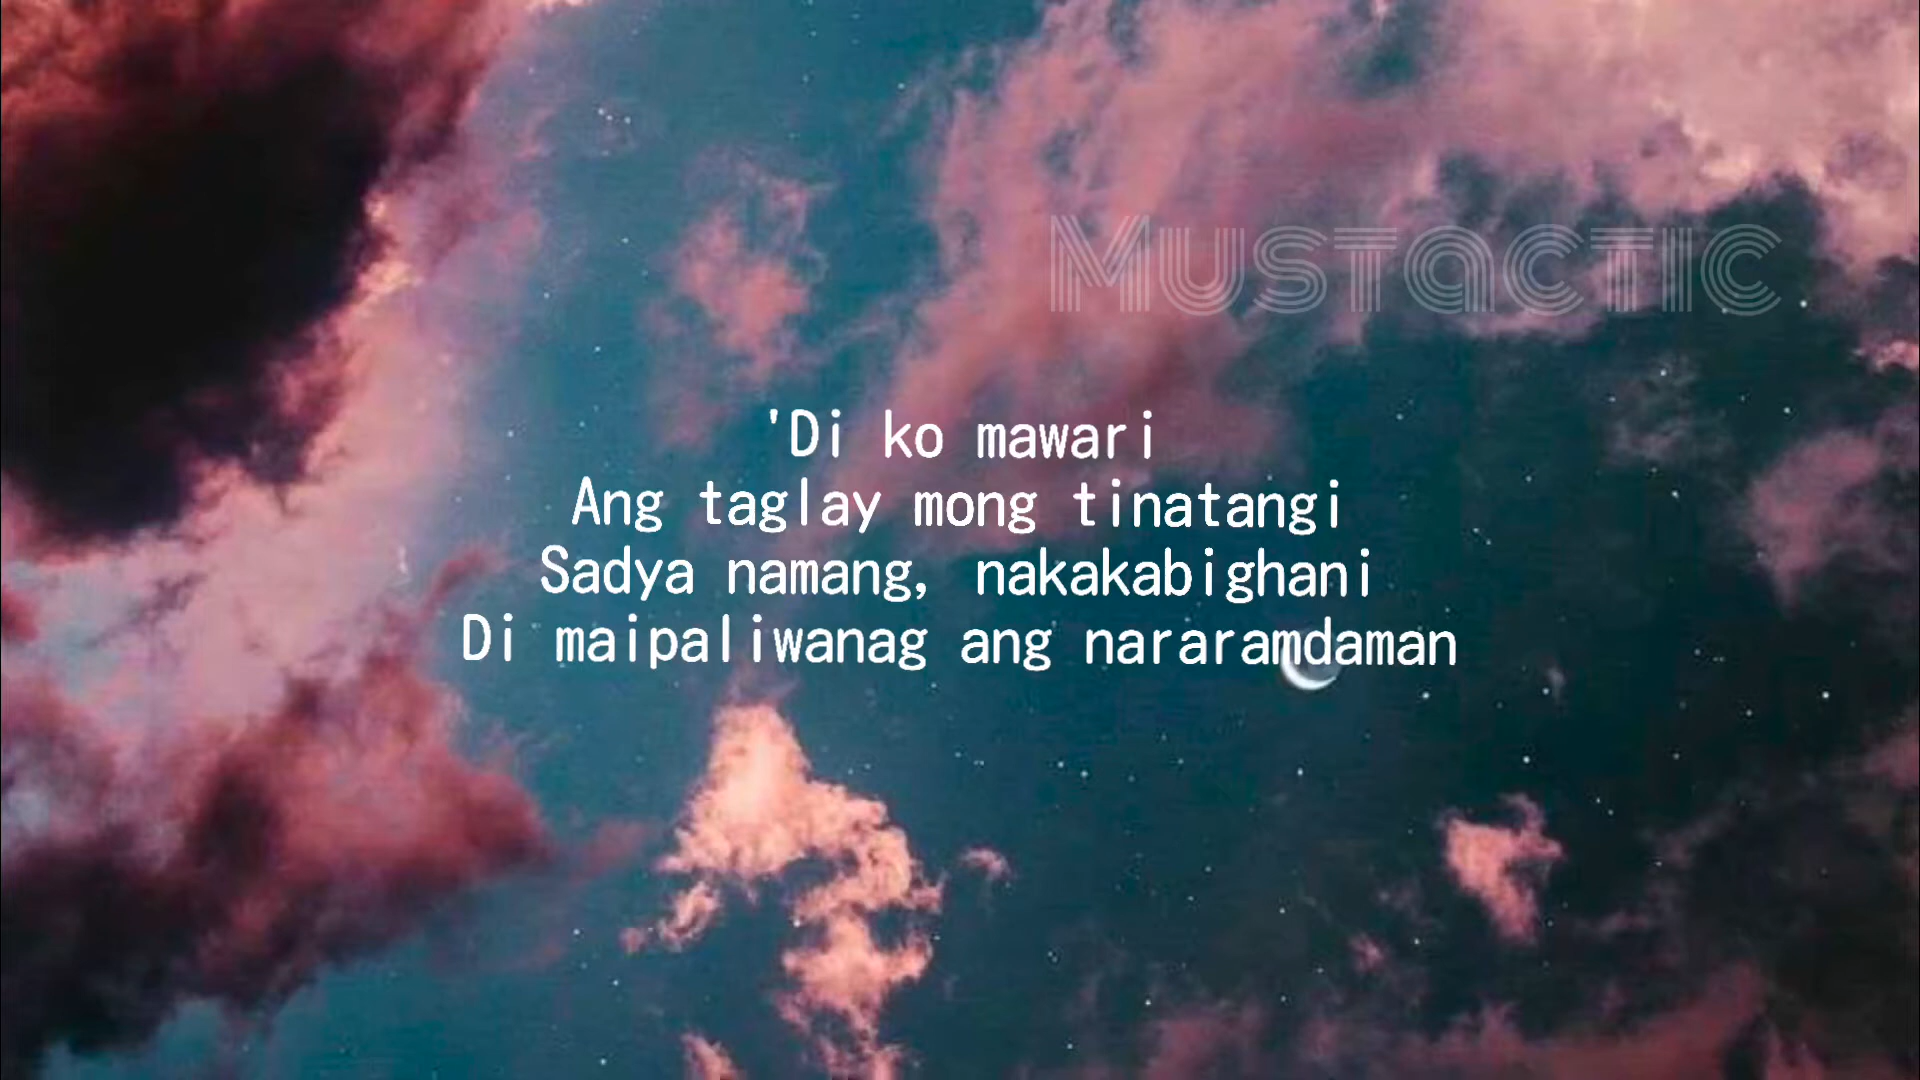 Mustactic
'Di ko mawari
Ang taglay mong tinatangi
Sadya namang, nakakabighani
Di maipaliwanag ang nararamdaman